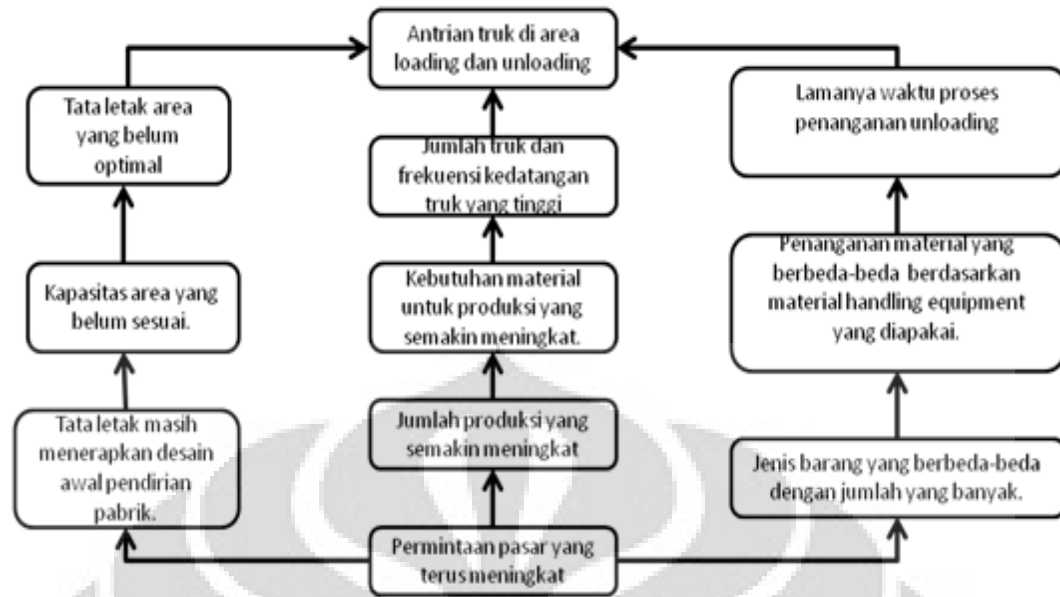 Antrian truk di area
loading dan unloading
Tata letak area
yang belum
optimal
Jumlah truk dan
frekuensi kedatangan
truk yang tinggi
Lamanya waktu proses
penanganan unloading
Kapasitas area yang
belum sesuai.
Kebutuhan material
untuk produksi yang
semakin meningkat.
Penanganan material yang
berbeda-beda berdasarkan
material handling equipment
yang diapakai.
Tata letak masih
menerapkan desain
awal pendirian
pabrik.
Jumlah produksi yang
semakin meningkat
Jenis barang yang berbeda-beda
dengan jumlah yang banyak.
Permintaan pasar yang
terus meningkat